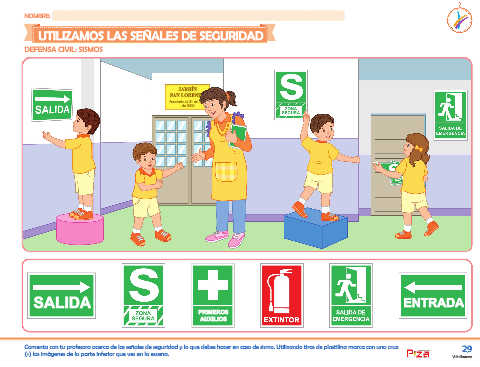 NOMBRE:
UTILIZAMOS LAS SEÑALES DE SEGURIDAD
DEFENSA CIVIL: SISMOS
SALIDA
JARDÍN
SAN LORENZO
S
ZONA
SEGURA
SALIDA DE
EMERGENCIA
SALIDA
S
ZONA
SEGURA
PRIMEROS
AUXILIOS
EXTINTOR
SALIDA DE
EMERGENCIA
ENTRADA
Comenta con tu profesora acerca de las señales de seguridad y lo que debes hacer en caso de sismo. Utilizando tiras de plastilina marca con una cruz
(x) las imágenes de la parte inferior que ves en la escena.
29